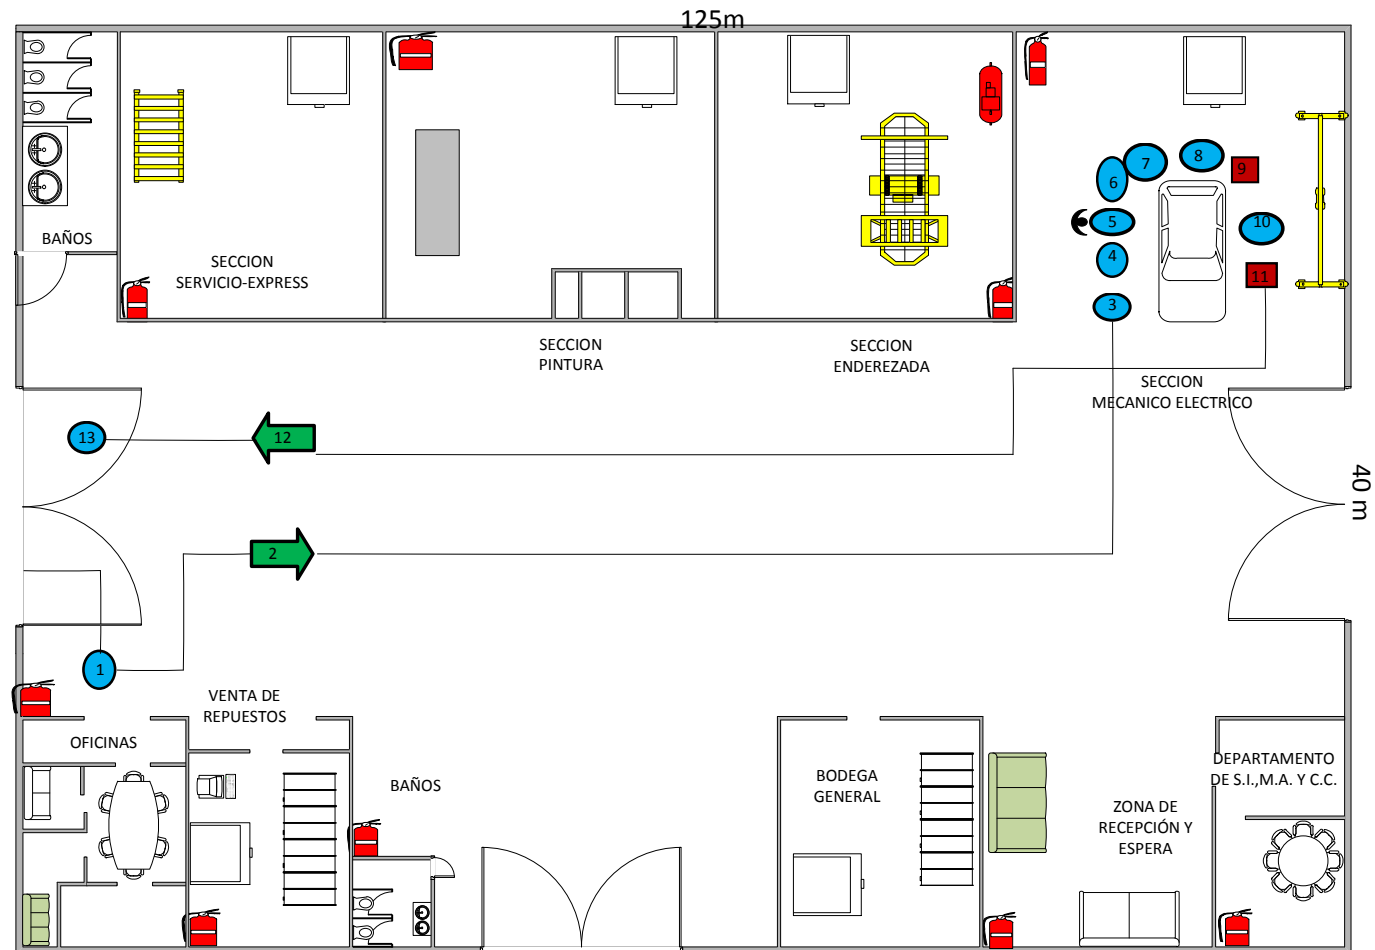 125m
8
7
9
6
5
10
4
11
3
BAÑOS
SECCION
SERVICIO-EXPRESS
SECCION
PINTURA
SECCION
ENDEREZADA
SECCION
MECANICO ELECTRICO
13
12
40 m
2
1
VENTA DE
REPUESTOS
OFICINAS
BAÑOS
BODEGA
GENERAL
ZONA DE
RECEPCIÓN Y
ESPERA
DEPARTAMENTO
DE S.I.,M.A. Y C.C.